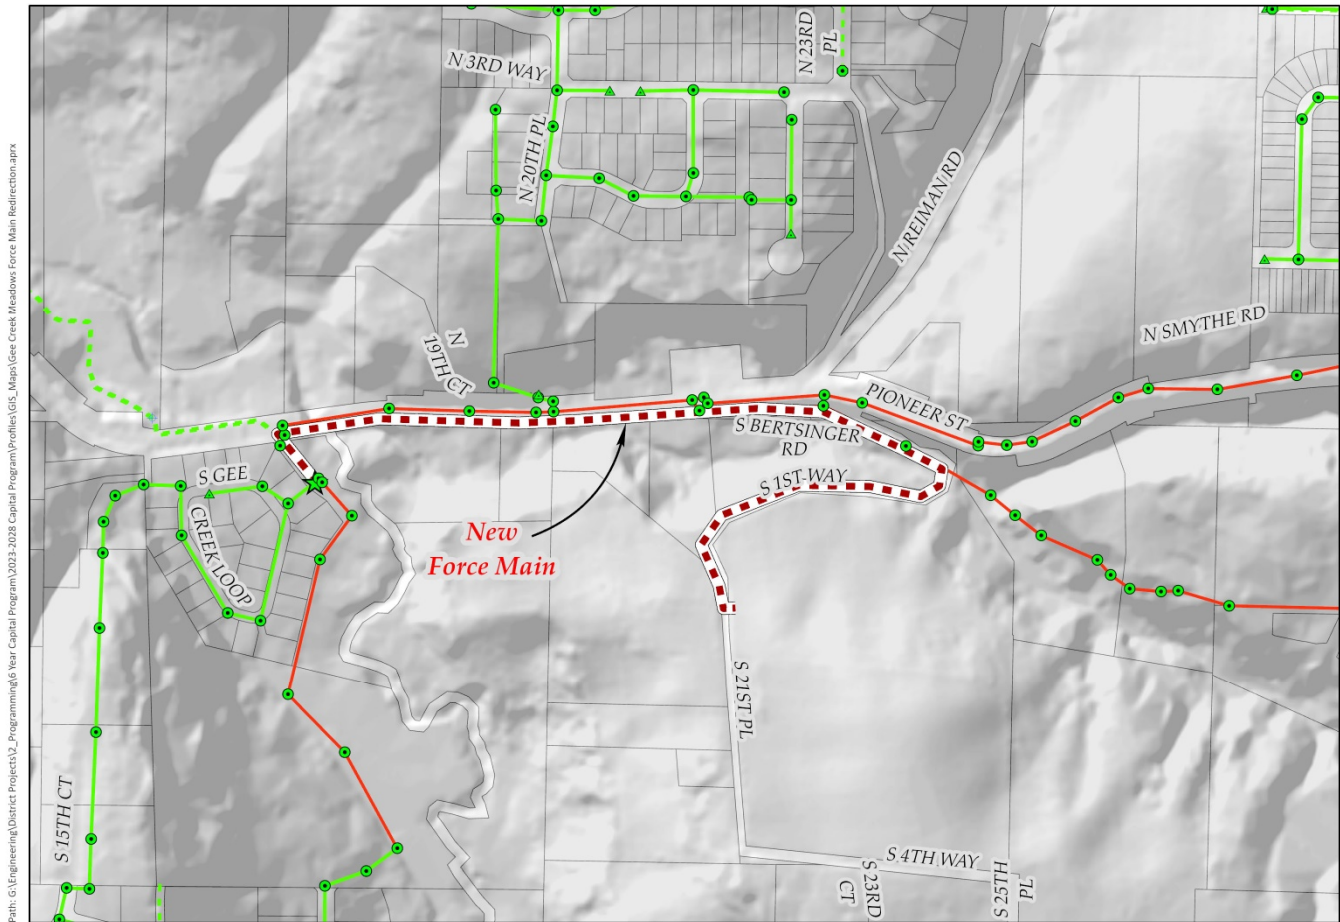 N 3RD WAY
N 23RD
PL
N 20TH PL
N REIMAN RD
N
19TH CT
N SMYTHE RD
PIONEER ST
S BERTSINGER
RD
S GEE
CREEK LOOP
S 1ST WAY
New
Force Main
S 21ST PL
S 15TH CT
S 4TH WAY
S 23RD
CT
S 25TH
PL
Path: G:\Engineering\District Projects\2_Programming\6 Year Capital Program\2023-2028 Capital Program\Profiles\GIS_Maps\Gee Creek Meadows Force Main Redirection.aprx